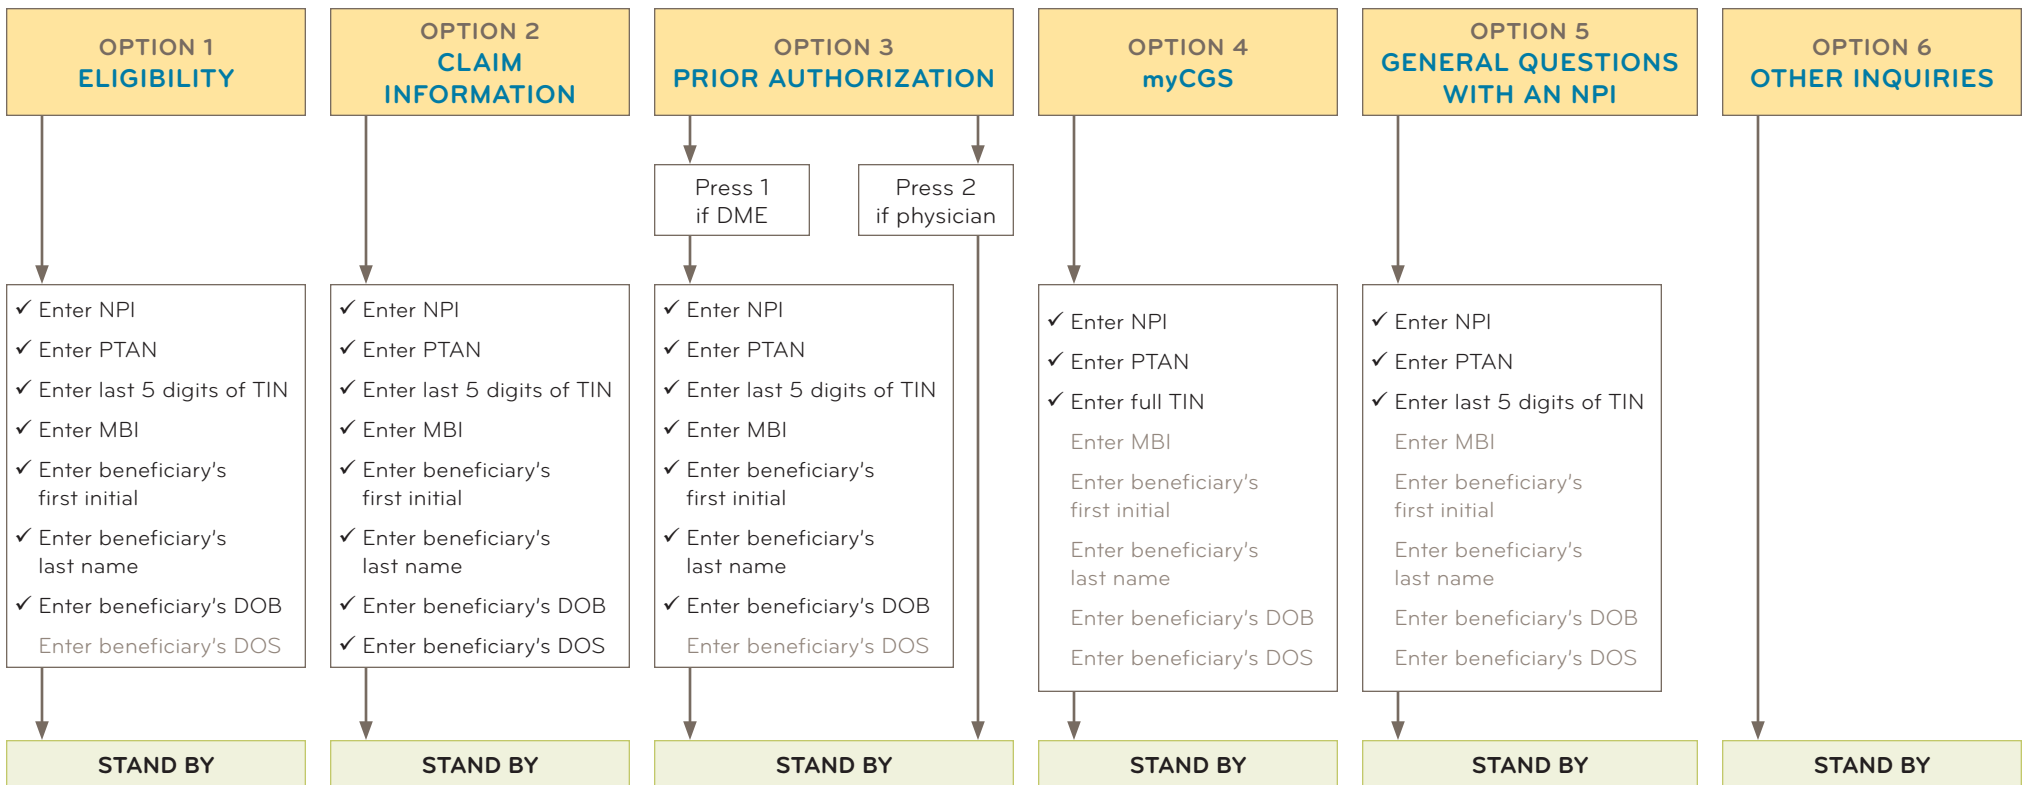 OPTION 1
ELIGIBILITY
✓ Enter NPI
✓ Enter PTAN
✓ Enter last 5 digits of TIN
✓ Enter MBI
✓ Enter beneficiary's
first initial
✓ Enter beneficiary's
last name
✓ Enter beneficiary's DOB
Enter beneficiary's DOS
STAND BY
OPTION 2
CLAIM
INFORMATION
✓ Enter NPI
✓ Enter PTAN
✓ Enter last 5 digits of TIN
✓ Enter MBI
✓ Enter beneficiary's
first initial
✓ Enter beneficiary's
last name
✓ Enter beneficiary's DOB
✓ Enter beneficiary's DOS
STAND BY
OPTION 3
PRIOR AUTHORIZATION
Press 1
if DME
Press 2
if physician
✓ Enter NPI
✓ Enter PTAN
✓ Enter last 5 digits of TIN
✓ Enter MBI
✓ Enter beneficiary's
first initial
✓ Enter beneficiary's
last name
✓ Enter beneficiary's DOB
Enter beneficiary's DOS
STAND BY
OPTION 4
myCGS
✓ Enter NPI
✓ Enter PTAN
✓ Enter full TIN
Enter MBI
Enter beneficiary's
first initial
Enter beneficiary's
last name
Enter beneficiary's DOB
Enter beneficiary's DOS
STAND BY
OPTION 5
GENERAL QUESTIONS
WITH AN NPI
✓ Enter NPI
✓ Enter PTAN
✓ Enter last 5 digits of TIN
Enter MBI
Enter beneficiary's
first initial
Enter beneficiary's
last name
Enter beneficiary's DOB
Enter beneficiary's DOS
STAND BY
OPTION 6
OTHER INQUIRIES
STAND BY